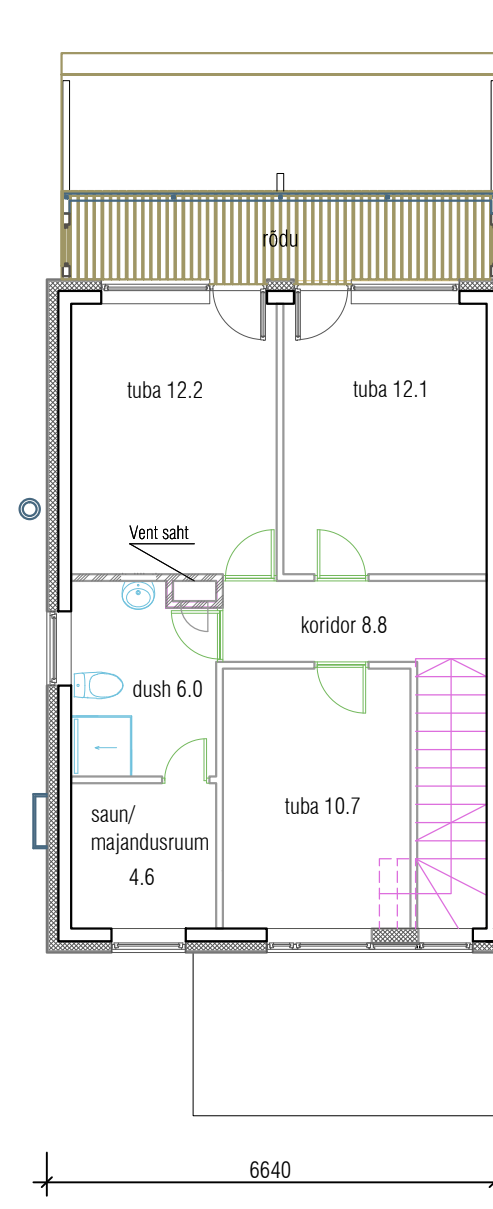 rõdu
tuba 12.2
tuba 12.1
Vent saht
koridor 8.8
dush 6.0
tuba 10.7
saun/
majandusruum
4.6
6640